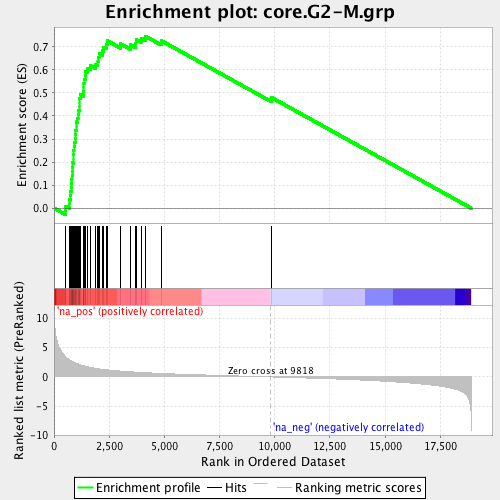 Enrichment plot: core.G2-M.grp
Enrichment score (ES)
0.7
0.6
0.5
0.4
0.3
0.2
0.1
0.0
'na_pos' (positively correlated)
Ranked list metric (PreRanked)
10
5
0
-5
-10
Zero cross at 9818
'na_neg' (negatively correlated)
0 2,500 5,000 7,500 10,000 12,500 15,000 17,500
Rank in Ordered Dataset
Enrichment profile Hits Ranking metric scores